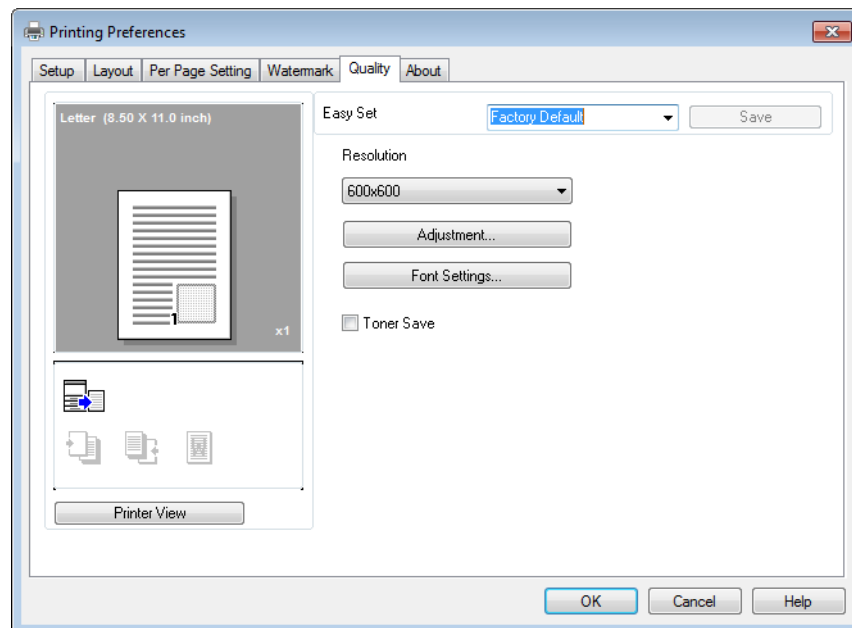 Printing Preferences
Setup Layout Per Page Setting Watermark Quality About
Letter (8.50 X 11.0 inch)
Easy Set
Factory Default
Save
Resolution
600x600
Adjustment...
Font Settings...
1
x1
Toner Save
Printer View
OK Cancel Help